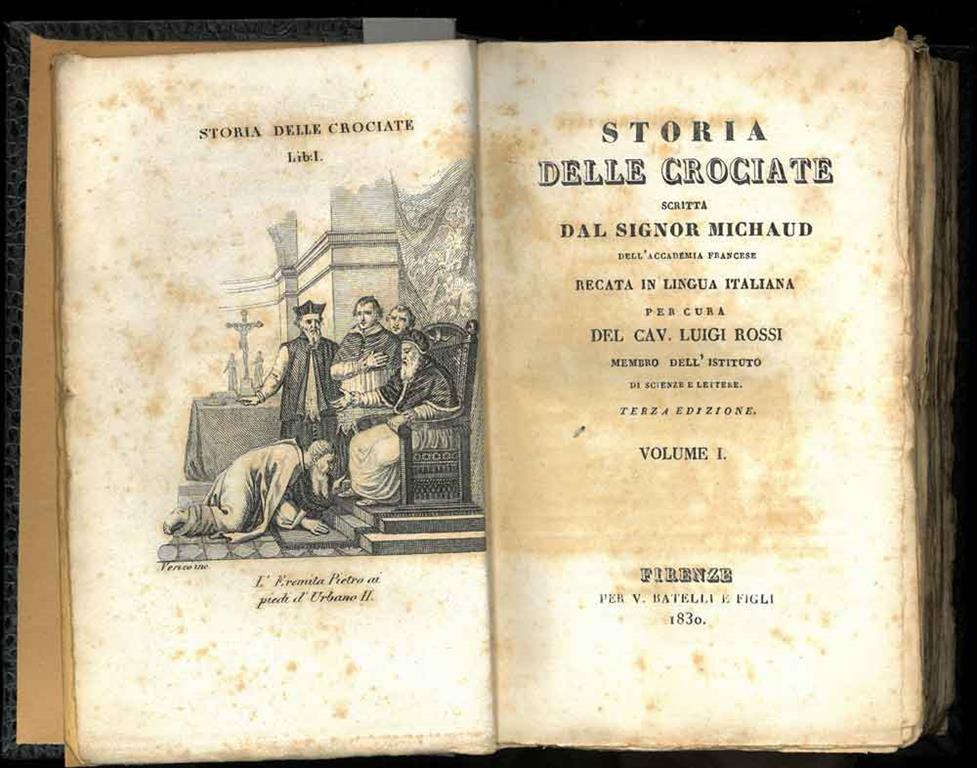 STORIA DELLE CROCIATE
Lib: I.
Verico inc.
L' Eremita Pietro ai
piedi d' Urbano II.
STORIA
DELLE CROCIATE
SCRITTA
DAL SIGNOR MICHAUD
DELL'ACCADEMIA FRANCESE
RECATA IN LINGUA ITALIANA
PER CURA
DEL CAV. LUIGI ROSSI
MEMBRO DELL'ISTITUTO
DI SCIENZE E LETTERE.
TERZA EDIZIONE.
VOLUME I.
FIRENZE
PER V. BATELLI E FIGLI
1830.